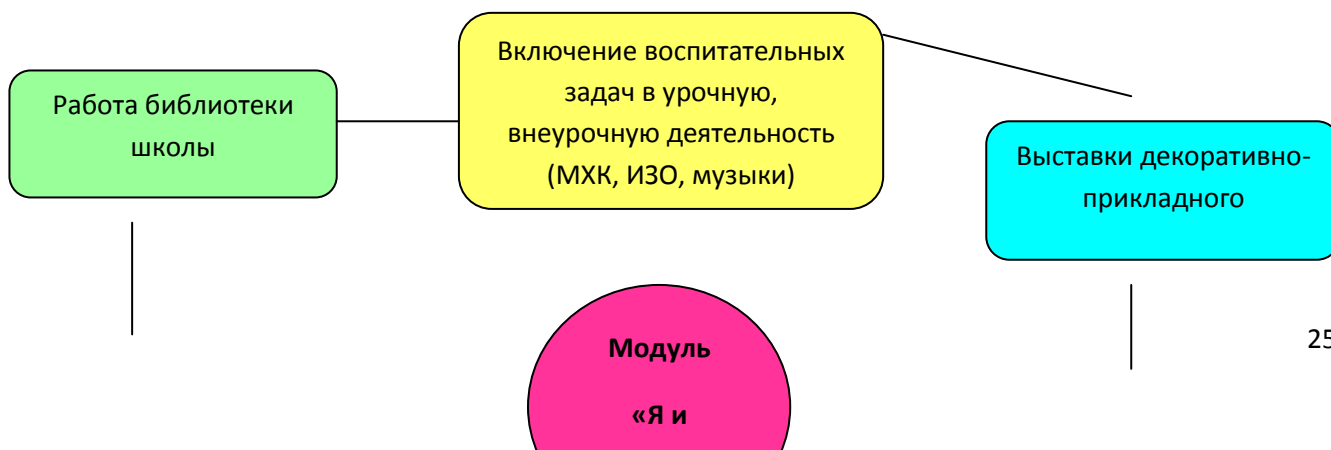 Включение воспитательных
задач в урочную,
внеурочную деятельность
(МХК, ИЗО, музыки)
Работа библиотеки
школы
Выставки декоративно-
прикладного
25
Модуль
«Я и